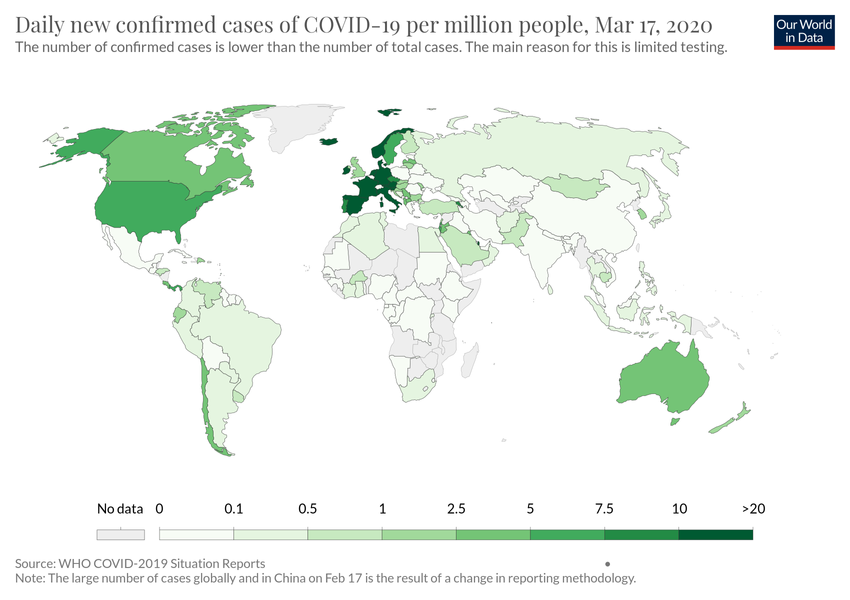 Daily new confirmed cases of COVID-19 per million people, Mar 17, 2020
The number of confirmed cases is lower than the number of total cases. The main reason for this is limited testing.
Our World
in Data
No data 0 0.1 0.5 1 2.5 5 7.5 10 >20
Source: WHO COVID-2019 Situation Reports
Note: The large number of cases globally and in China on Feb 17 is the result of a change in reporting methodology.